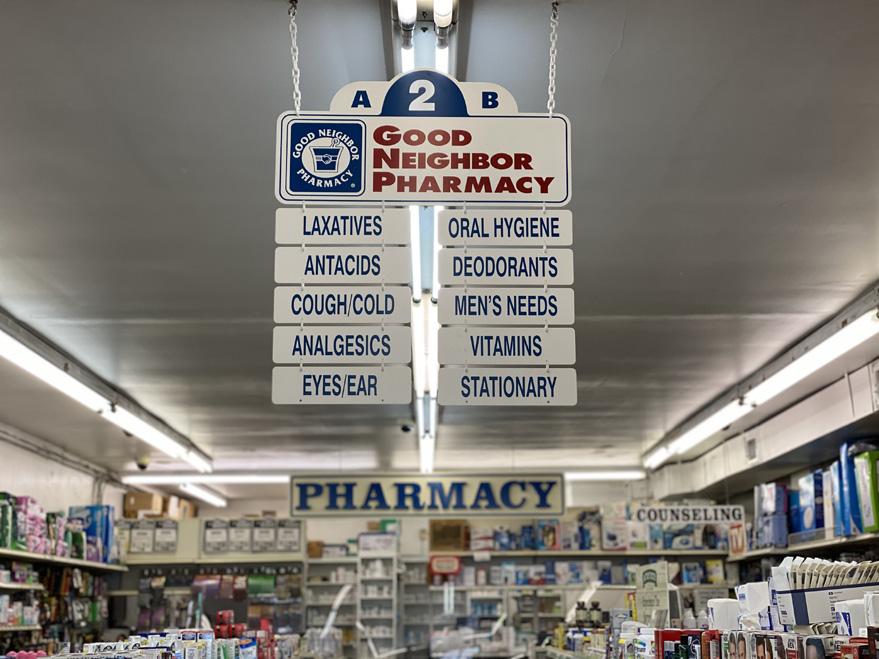 A 2 B
GOOD NEIGHBOR PHARMACY
GOOD
NEIGHBOR
PHARMACY
LAXATIVES
ORAL HYGIENE
ANTACIDS
DEODORANTS
COUGH/COLD
MEN'S NEEDS
ANALGESICS
VITAMINS
EYES/EAR
STATIONARY
PHARMACY
COUNSELING